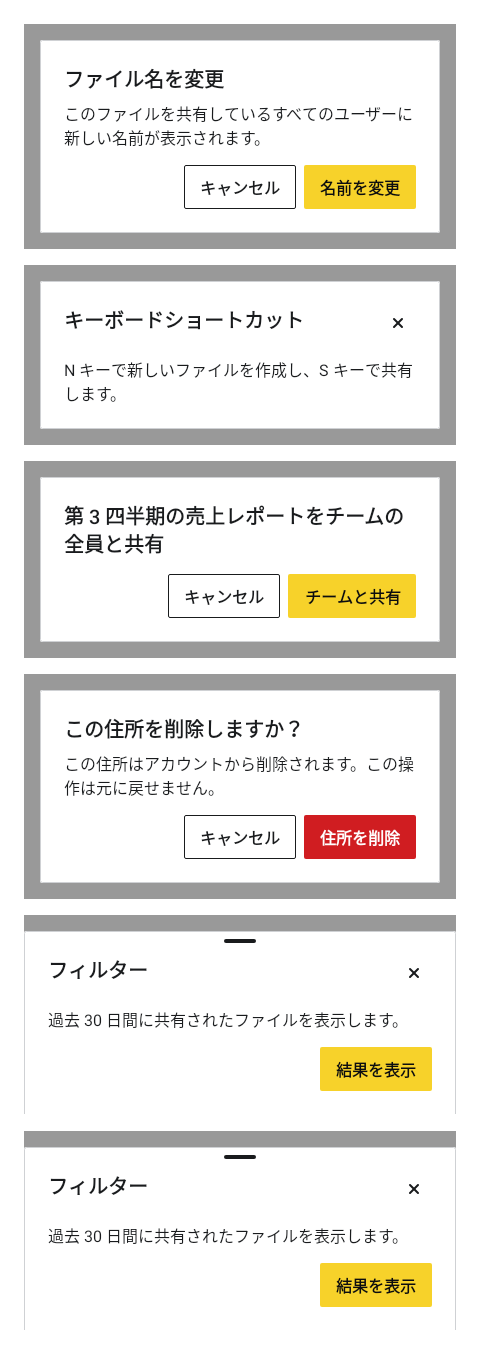 ファイル名を変更
このファイルを共有しているすべてのユーザーに
新しい名前が表示されます。
キャンセル
名前を変更
キーボードショートカット
N キーで新しいファイルを作成し、S キーで共有
します。
第 3 四半期の売上レポートをチームの
全員と共有
キャンセル
チームと共有
この住所を削除しますか？
この住所はアカウントから削除されます。この操
作は元に戻せません。
キャンセル
住所を削除
フィルター
過去 30 日間に共有されたファイルを表示します。
結果を表示
フィルター
過去 30 日間に共有されたファイルを表示します。
結果を表示